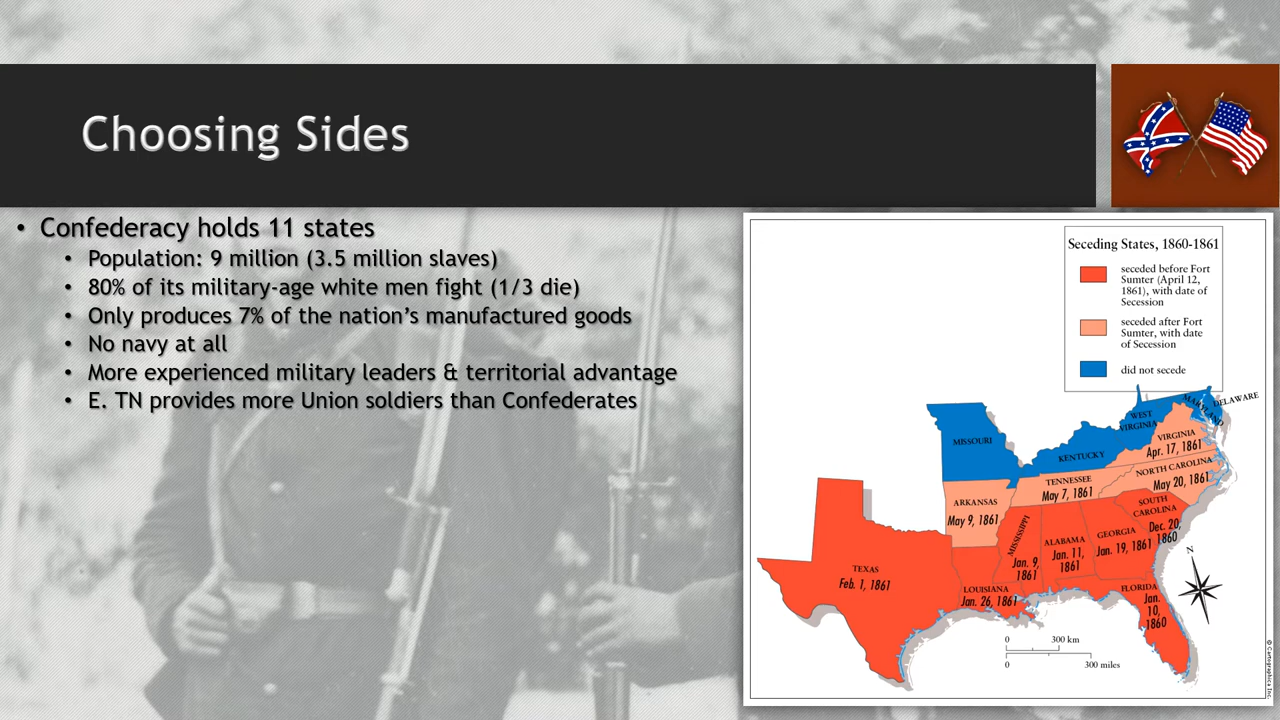 Choosing Sides
• Confederacy holds 11 states
• Population: 9 million (3.5 million slaves)
• 80% of its military-age white men fight (1/3 die)
• Only produces 7% of the nation’s manufactured goods
• No navy at all
• More experienced military leaders & territorial advantage
• E. TN provides more Union soldiers than Confederates
Seceding States, 1860-1861
seceded before Fort
Sumter (April 12,
1861), with date of
Secession
seceded after Fort
Sumter, with date
of Secession
did not secede
DELAWARE
MARYLAND
WEST
VIRGINIA
MISSOURI
VIRGINIA
Apr. 17, 1861
KENTUCKY
NORTH CAROLINA
May 20, 1861
TENNESSEE
May 7, 1861
ARKANSAS
May 9, 1861
SOUTH
CAROLINA
Dec. 20,
1860
MISSISSIPPI
Jan. 9,
1861
ALABAMA
Jan. 11,
1861
GEORGIA
Jan. 19, 1861
TEXAS
Feb. 1, 1861
LOUISIANA
Jan. 26, 1861
FLORIDA
Jan.
10,
1860
N
0 300 km
0 300 miles
© Cartographica Inc.